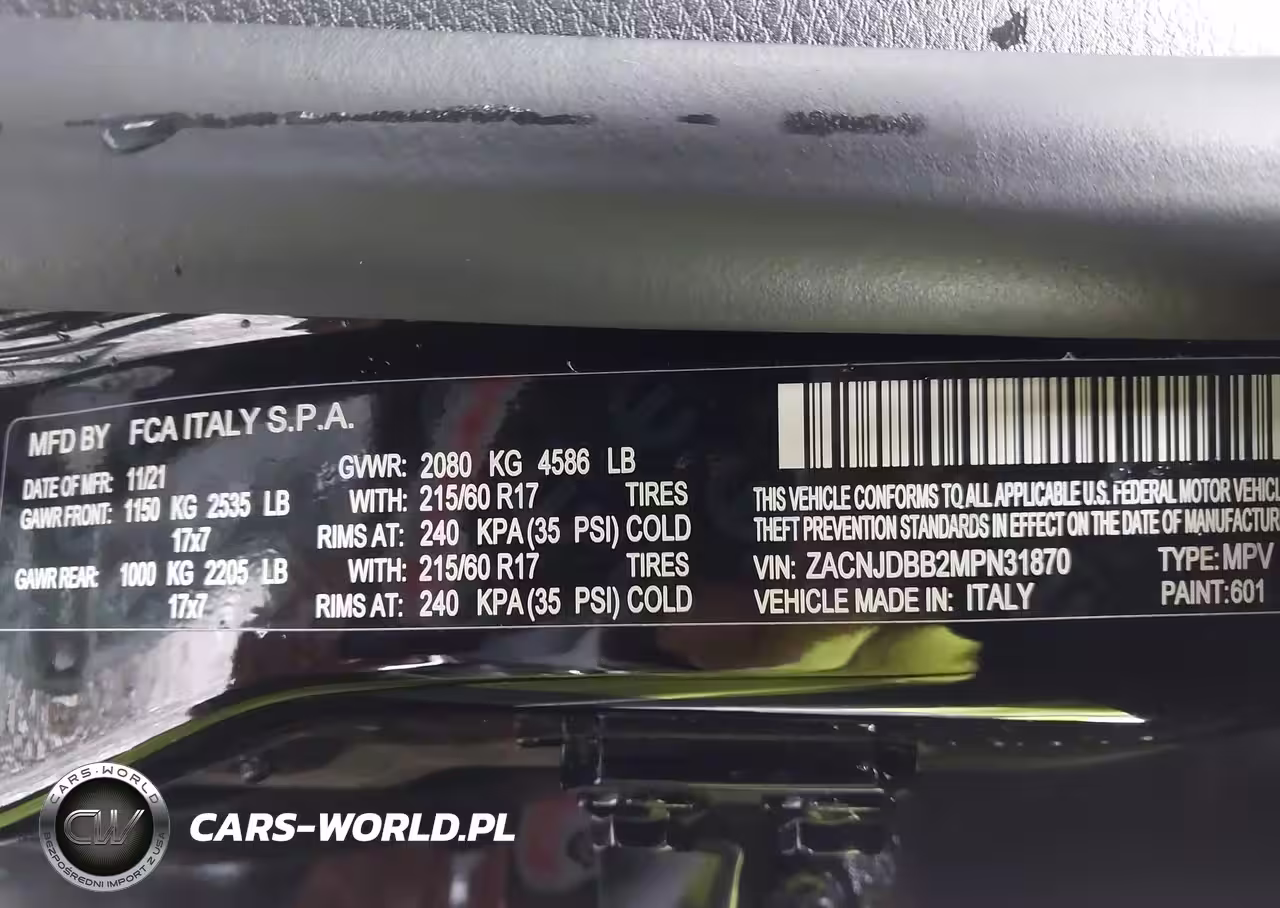 MFD BY FCA ITALY S.P.A.
DATE OF MFR: 11/21
GAWR FRONT: 1150 KG 2535 LB
17x7
GAWR REAR: 1000 KG 2205 LB
17x7
GVWR: 2080 KG 4586 LB
WITH: 215/60 R17 TIRES
RIMS AT: 240 KPA (35 PSI) COLD
WITH: 215/60 R17 TIRES
RIMS AT: 240 KPA (35 PSI) COLD
THIS VEHICLE CONFORMS TO ALL APPLICABLE U.S. FEDERAL MOTOR VEHICL
THEFT PREVENTION STANDARDS IN EFFECT ON THE DATE OF MANUFACTUR
VIN: ZACNJDBB2MPN31870 TYPE: MPV
VEHICLE MADE IN: ITALY PAINT:601
CARS-WORLD
CW
BEZPOŚREDNI IMPORT Z USA
CARS-WORLD.PL